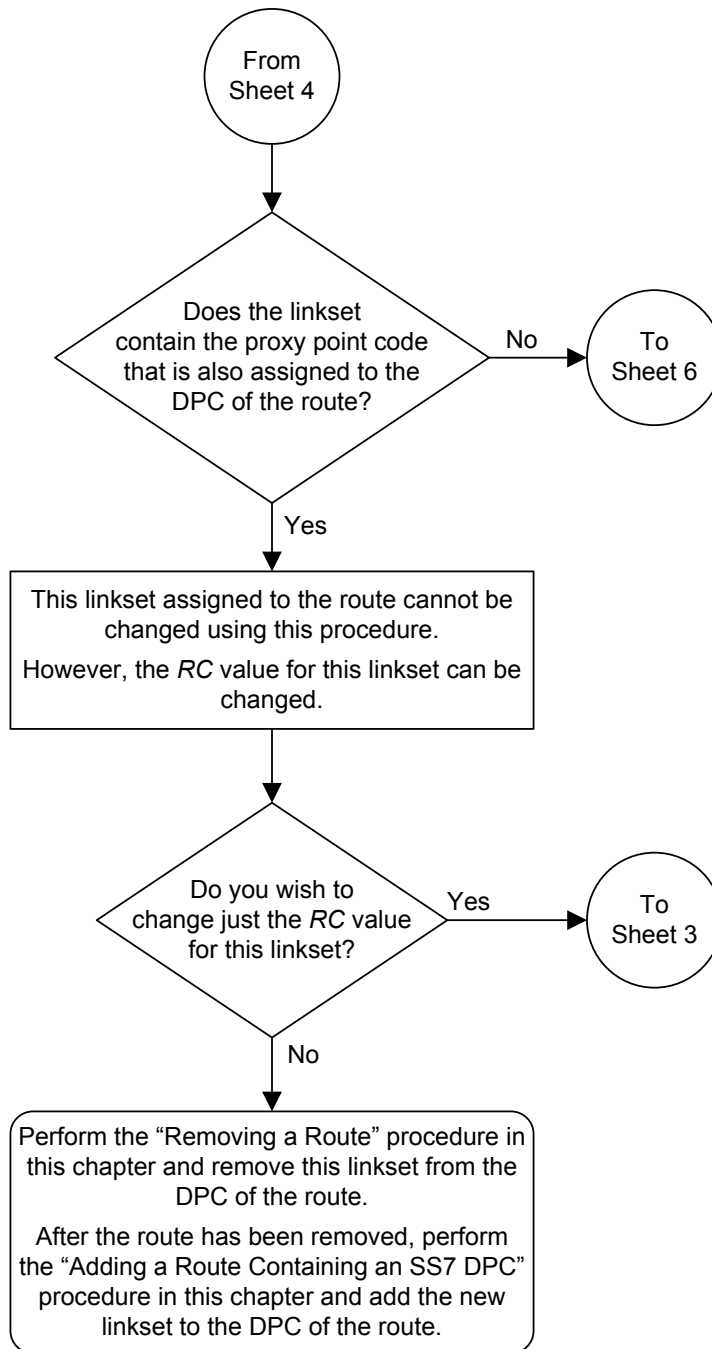 From
Sheet 4
Does the linkset
contain the proxy point code
that is also assigned to the
DPC of the route?
No
To
Sheet 6
Yes
This linkset assigned to the route cannot be
changed using this procedure.
However, the RC value for this linkset can be
changed.
Do you wish to
change just the RC value
for this linkset?
Yes
To
Sheet 3
No
Perform the “Removing a Route” procedure in
this chapter and remove this linkset from the
DPC of the route.
After the route has been removed, perform
the “Adding a Route Containing an SS7 DPC”
procedure in this chapter and add the new
linkset to the DPC of the route.